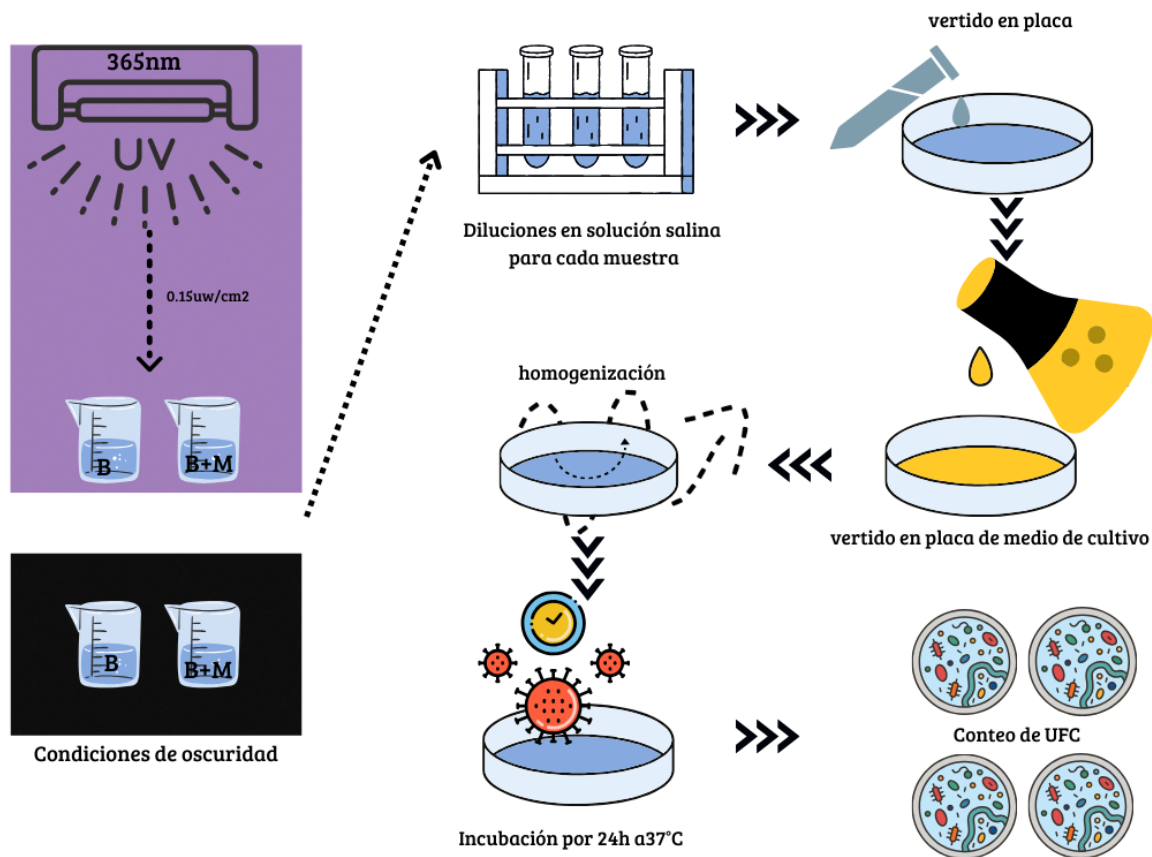 365nm
UV
0.15uw/cm2
B
B+M
B
B+M
Condiciones de oscuridad
Diluciones en solución salina
para cada muestra
vertido en placa
vertido en placa de medio de cultivo
homogenización
Incubación por 24h a37°C
Conteo de UFC